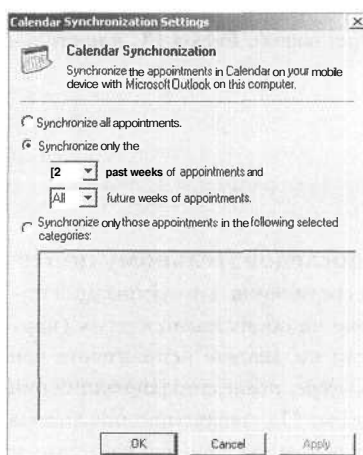 Calendar Synchronization Settings
Calendar Synchronization
Synchronize the appointments in Calendar on your mobile
device with Microsoft Outlook on this computer.
Synchronize all appointments.
Synchronize only the
[2 past weeks of appointments and
All future weeks of appointments.
Synchronize only those appointments in the following selected
categories:
OK Cancel Apply